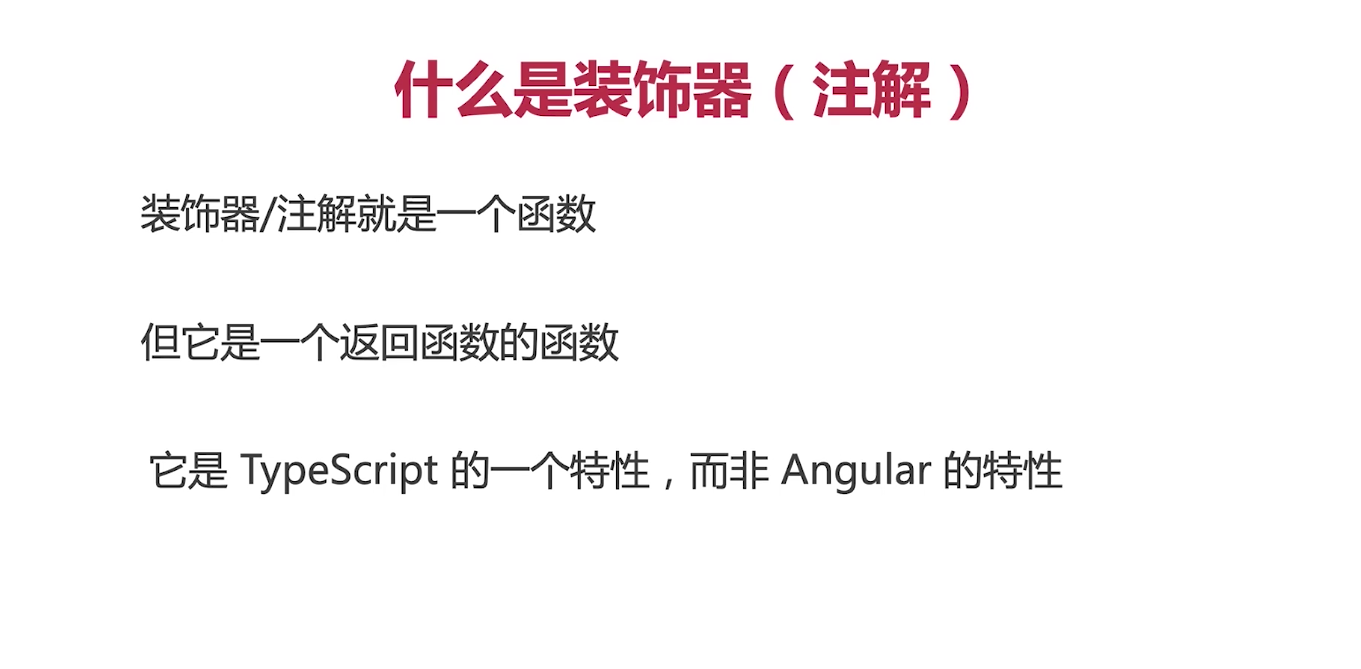 什么是装饰器（注解）
装饰器/注解就是一个函数
但它是一个返回函数的函数
它是 TypeScript 的一个特性，而非 Angular 的特性